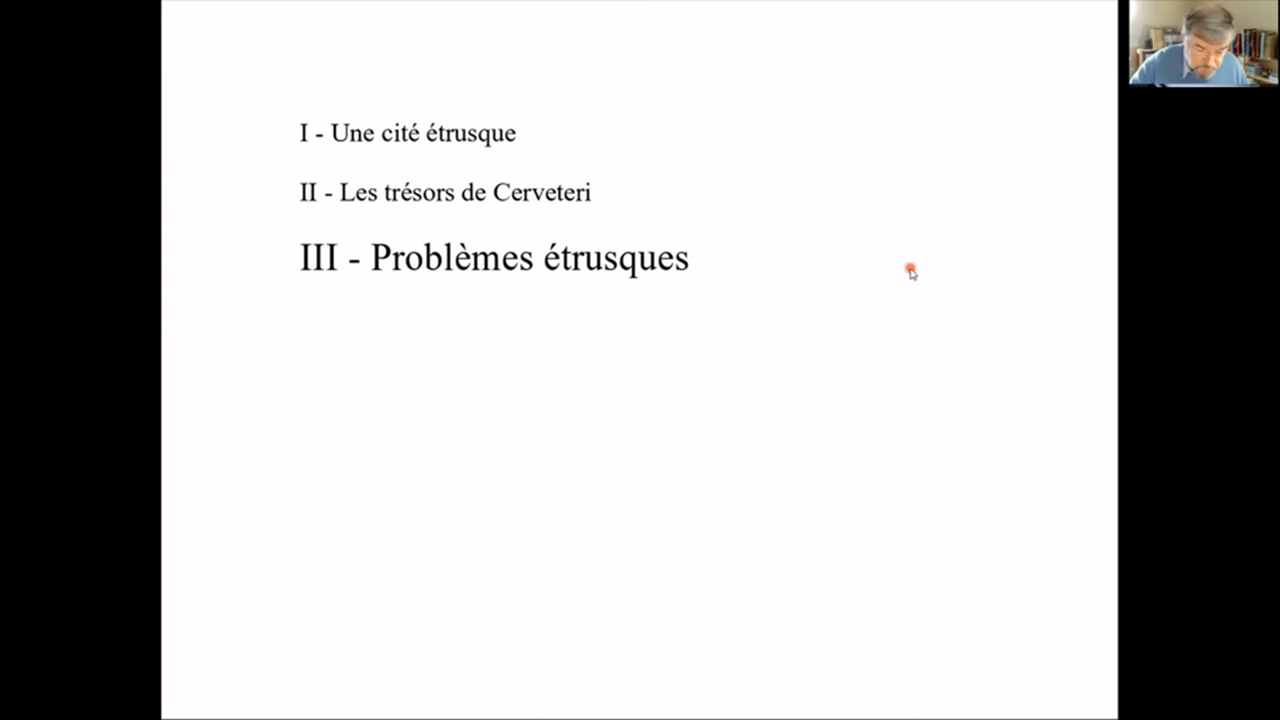 I - Une cité étrusque
II - Les trésors de Cerveteri
III - Problèmes étrusques